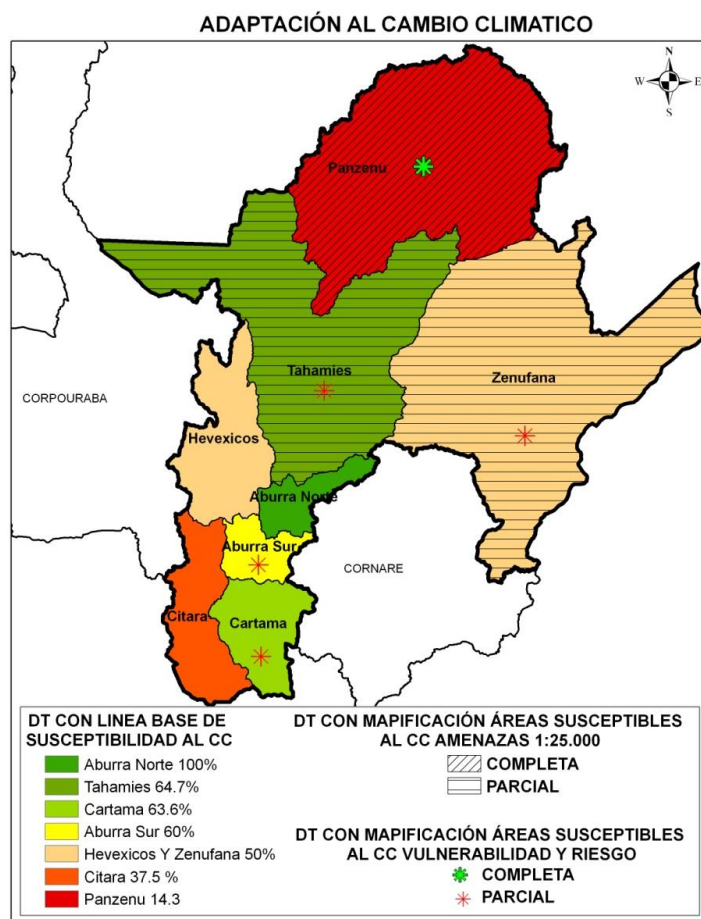 ADAPTACIÓN AL CAMBIO CLIMATICO
N
W E
S
Panzenu
Tahamies
Zenufana
CORPOURABA
Hevexicos
Aburra Norte
Aburra Sur
CORNARE
Citara
Cartama
DT CON LINEA BASE DE
SUSCEPTIBILIDAD AL CC
Aburra Norte 100%
Tahamies 64.7%
Cartama 63.6%
Aburra Sur 60%
Hevexicos Y Zenufana 50%
Citara 37.5 %
Panzenu 14.3
DT CON MAPIFICACIÓN ÁREAS SUSCEPTIBLES
AL CC AMENAZAS 1:25.000
COMPLETA
PARCIAL
DT CON MAPIFICACIÓN ÁREAS SUSCEPTIBLES
AL CC VULNERABILIDAD Y RIESGO
COMPLETA
PARCIAL